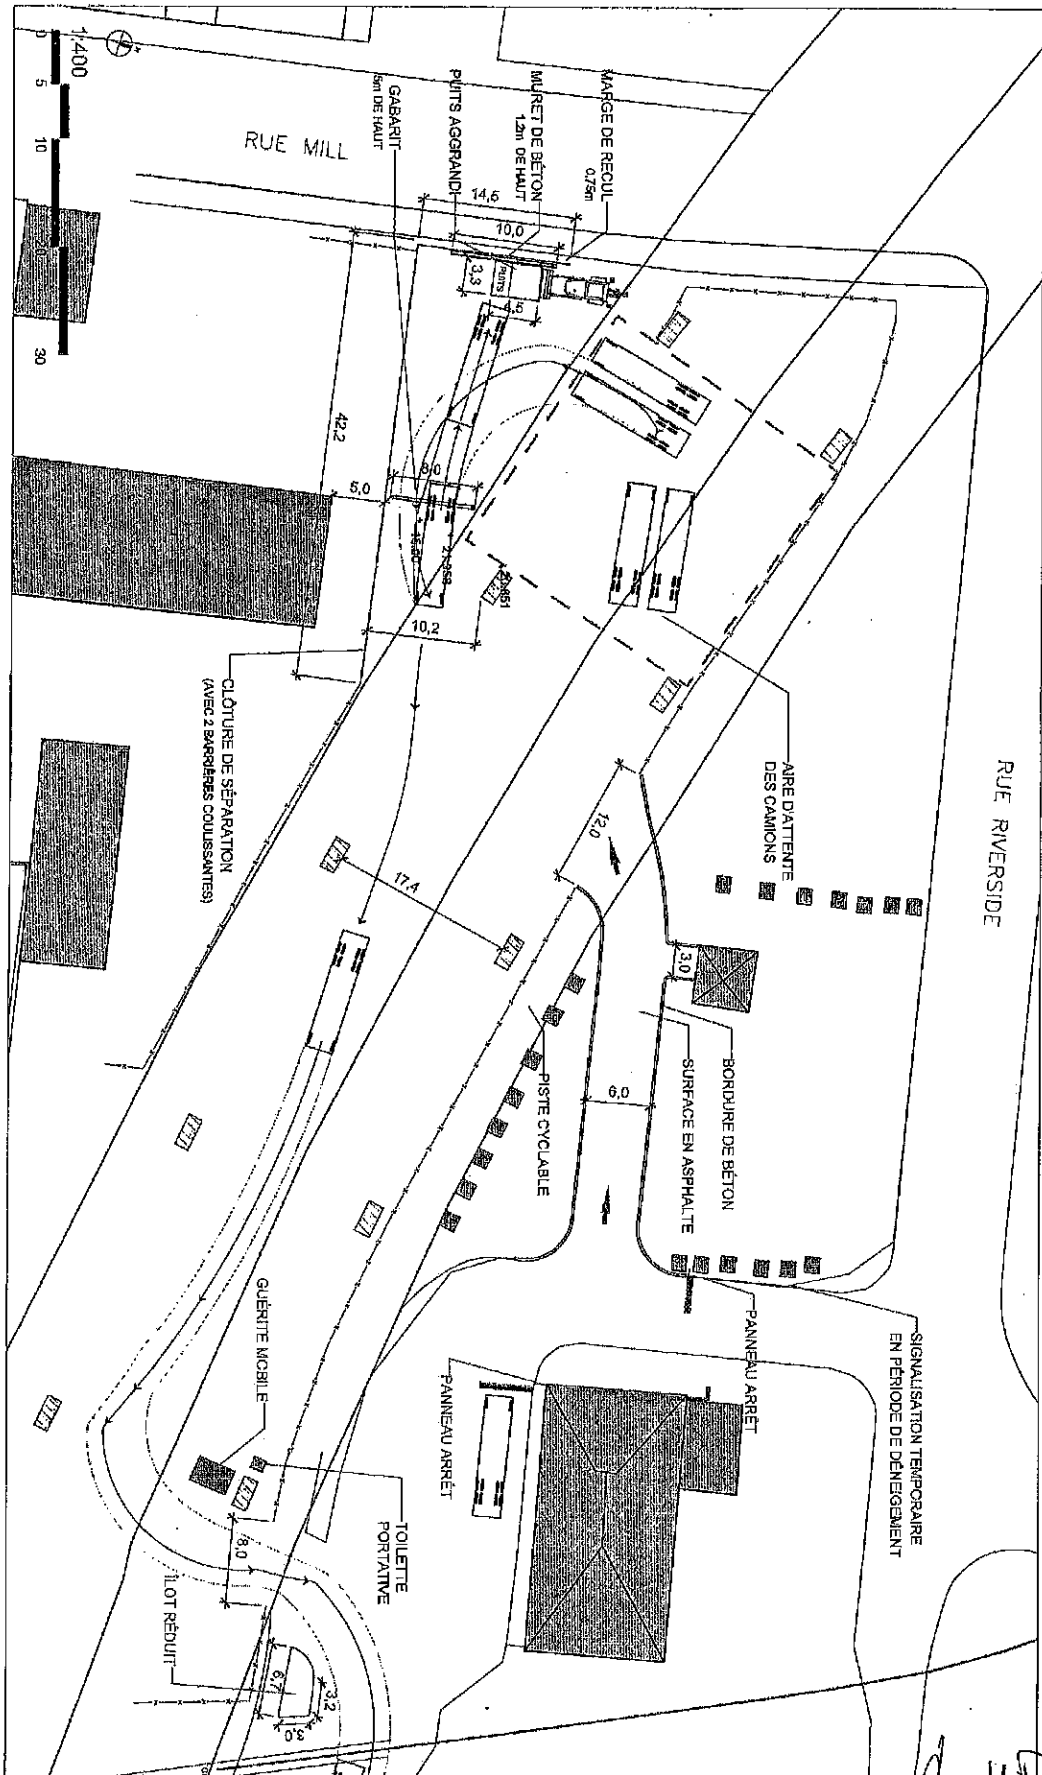 1:400
0 5 10 20 30
RUE MILL
GABARIT
5m DE HAUT
PUITS AGGRANDI
MURET DE BÉTON
1.2m DE HAUT
MARGE DE RECUL
0,75m
14,5
10,0
3,3
PUITS
4,5
42,2
8,0
5,0
10,2
CLÔTURE DE SÉPARATION
(AVEC 2 BARRIÈRES COULISSANTES)
AIRE D'ATTENTE
DES CAMIONS
RUE RIVERSIDE
12,0
17,4
3,0
6,0
PISTE CYCLABLE
SURFACE EN ASPHALTE
BORDURE DE BÉTON
SIGNALISATION TEMPORAIRE
EN PÉRIODE DE DÉNEIGEMENT
PANNEAU ARRÊT
PANNEAU ARRÊT
GUÉRITE MOBILE
TOILETTE
PORTATIVE
8,0
ÎLOT RÉDUIT
6,7
3,2
3,0